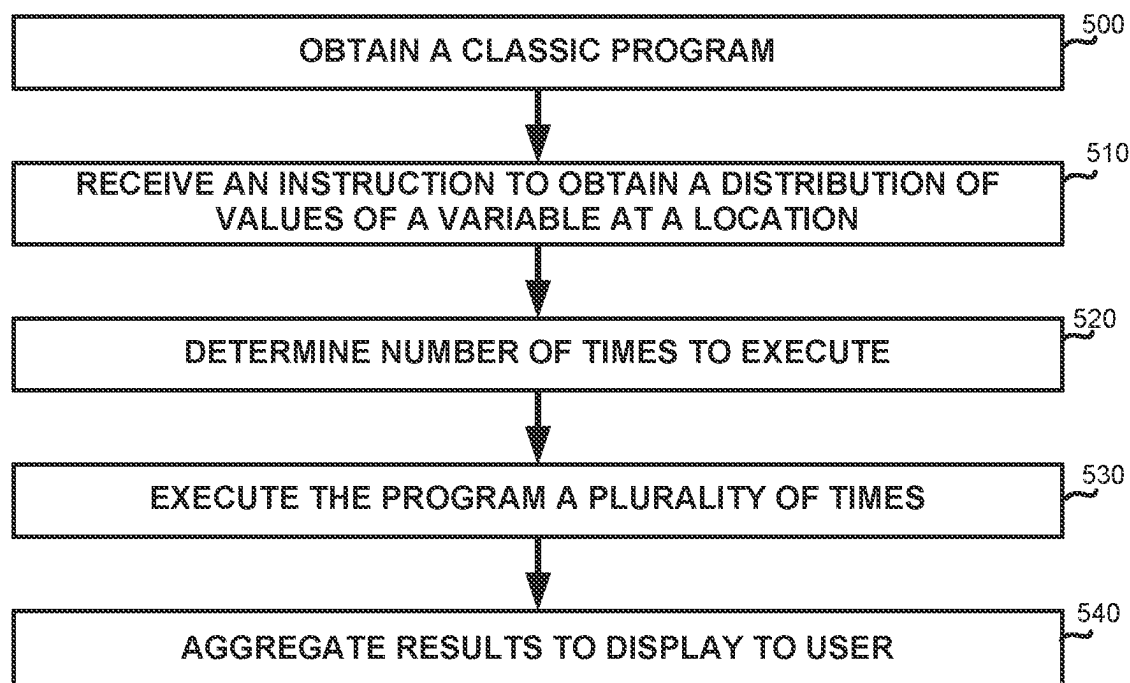 500
OBTAIN A CLASSIC PROGRAM
510
RECEIVE AN INSTRUCTION TO OBTAIN A DISTRIBUTION OF
VALUES OF A VARIABLE AT A LOCATION
520
DETERMINE NUMBER OF TIMES TO EXECUTE
530
EXECUTE THE PROGRAM A PLURALITY OF TIMES
540
AGGREGATE RESULTS TO DISPLAY TO USER